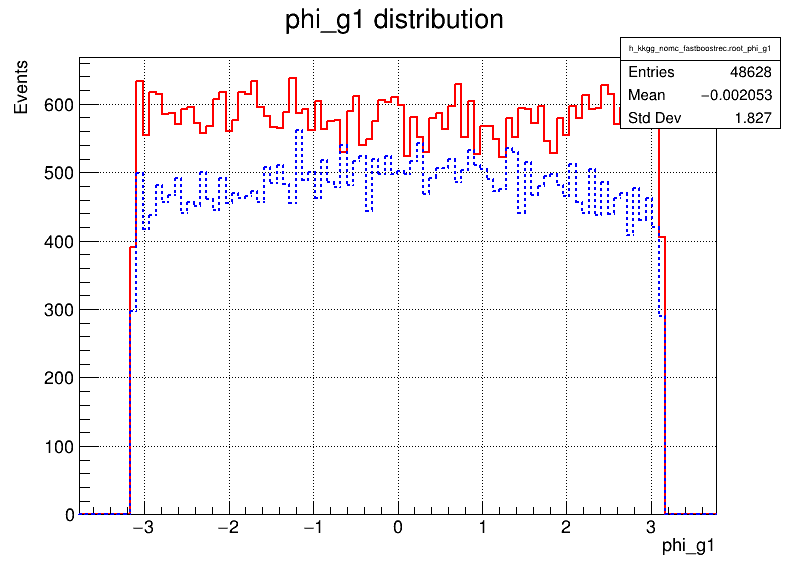 phi_g1 distribution
h_kkgg_nomc_fastboostrec.root_phi_g1
Entries 48628
Mean −0.002053
Std Dev 1.827
Events
600
500
400
300
200
100
0
−3 −2 −1 0 1 2 3
phi_g1